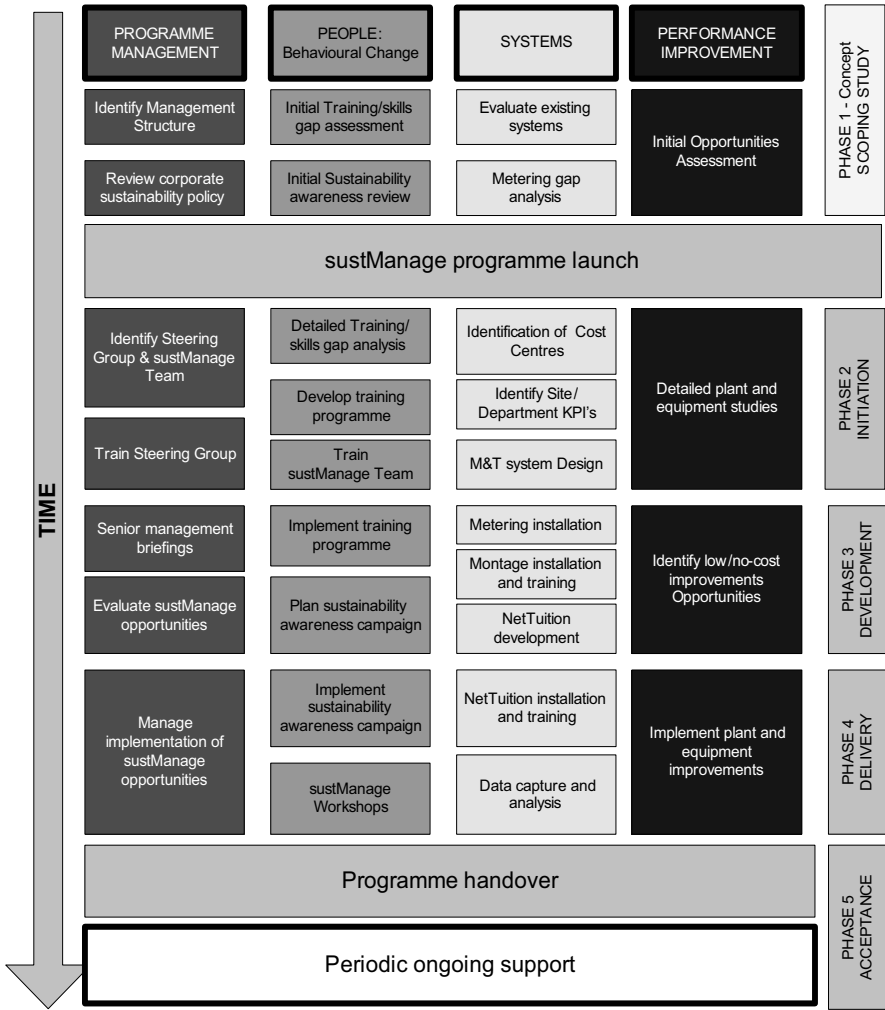 PROGRAMME
MANAGEMENT
PEOPLE:
Behavioural Change
SYSTEMS
PERFORMANCE
IMPROVEMENT
Identify Management
Structure
Initial Training/skills
gap assessment
Evaluate existing
systems
Initial Opportunities
Assessment
PHASE 1 - Concept
SCOPING STUDY
Review corporate
sustainability policy
Initial Sustainability
awareness review
Metering gap
analysis
sustManage programme launch
TIME
Identify Steering
Group & sustManage
Team
Detailed Training/
skills gap analysis
Identification of Cost
Centres
Detailed plant and
equipment studies
PHASE 2
INITIATION
Develop training
programme
Identify Site/
Department KPI's
Train Steering Group
Train
sustManage Team
M&T system Design
Senior management
briefings
Implement training
programme
Metering installation
Identify low/no-cost
improvements
Opportunities
PHASE 3
DEVELOPMENT
Montage installation
and training
Evaluate sustManage
opportunities
Plan sustainability
awareness campaign
NetTuition
development
Manage
implementation of
sustManage
opportunities
Implement
sustainability
awareness campaign
NetTuition installation
and training
Implement plant and
equipment
improvements
PHASE 4
DELIVERY
sustManage
Workshops
Data capture and
analysis
Programme handover
PHASE 5
ACCEPTANCE
Periodic ongoing support